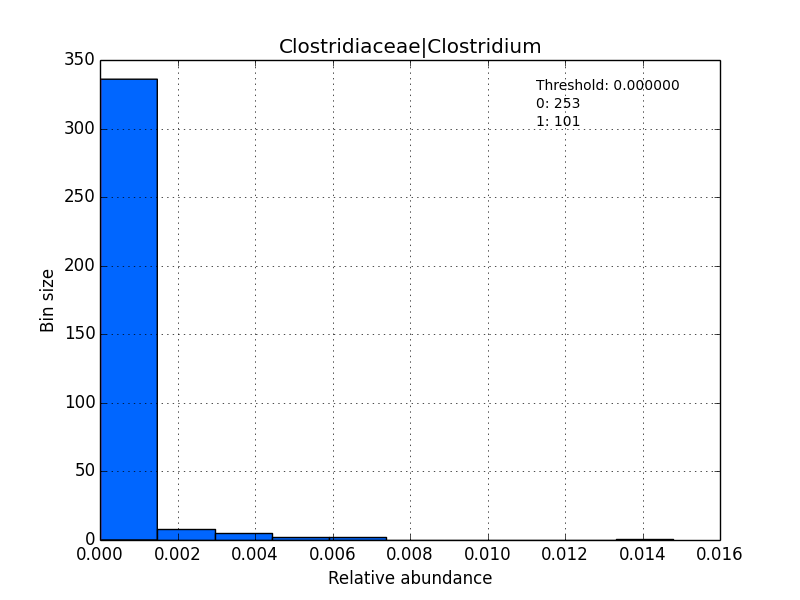 Clostridiaceae|Clostridium
Threshold: 0.000000
0: 253
1: 101
350
300
250
200
150
100
50
0
Bin size
0.000 0.002 0.004 0.006 0.008 0.010 0.012 0.014 0.016
Relative abundance